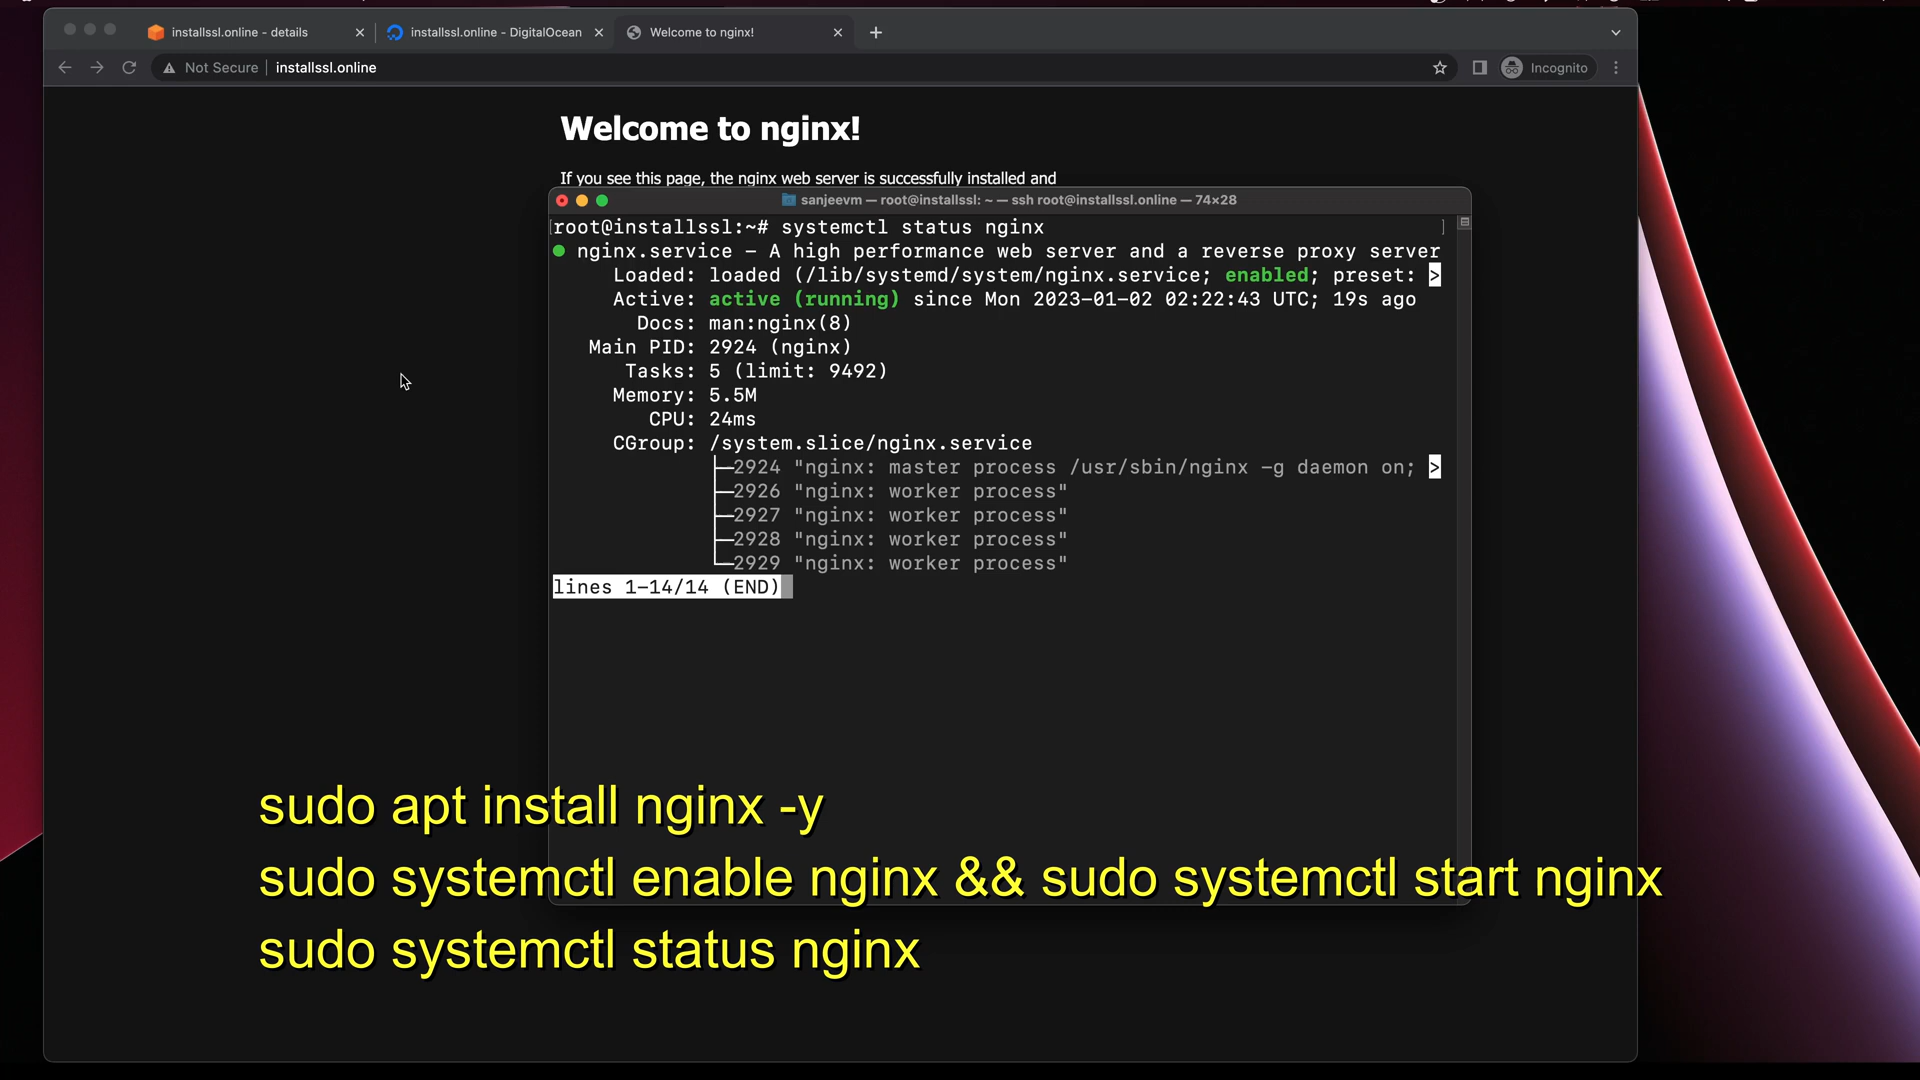 installssl.online - details
installssl.online - DigitalOcean
Welcome to nginx!
Not Secure
installssl.online
Incognito
Welcome to nginx!
If you see this page, the nginx web server is successfully installed and
sanjeevm — root@installssl: ~ — ssh root@installssl.online — 74×28
[root@installssl:~# systemctl status nginx ]
● nginx.service - A high performance web server and a reverse proxy server
Loaded: loaded (/lib/systemd/system/nginx.service; enabled; preset: >
Active: active (running) since Mon 2023-01-02 02:22:43 UTC; 19s ago
Docs: man:nginx(8)
Main PID: 2924 (nginx)
Tasks: 5 (limit: 9492)
Memory: 5.5M
CPU: 24ms
CGroup: /system.slice/nginx.service
├─2924 "nginx: master process /usr/sbin/nginx -g daemon on; >
├─2926 "nginx: worker process"
├─2927 "nginx: worker process"
├─2928 "nginx: worker process"
└─2929 "nginx: worker process"
lines 1-14/14 (END)
sudo apt install nginx -y
sudo systemctl enable nginx && sudo systemctl start nginx
sudo systemctl status nginx